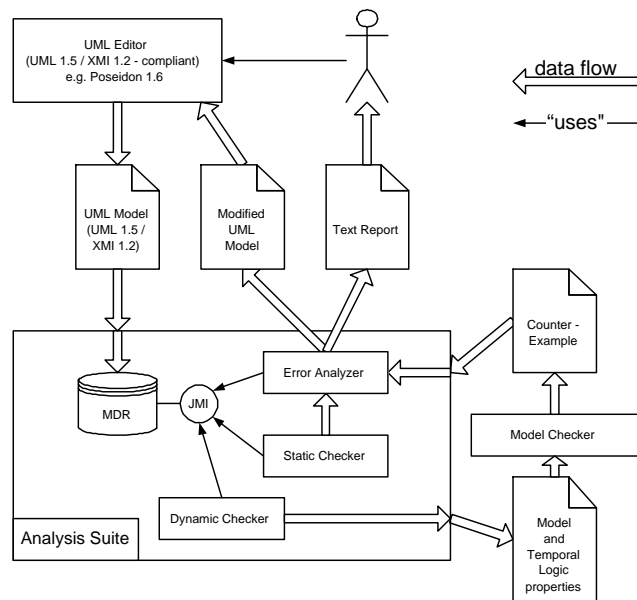 UML Editor
(UML 1.5 / XMI 1.2 - compliant)
e.g. Poseidon 1.6
data flow
“uses"
UML Model
(UML 1.5 /
XMI 1.2)
Modified
UML
Model
Text Report
Counter -
Example
Error Analyzer
MDR
JMI
Static Checker
Model Checker
Dynamic Checker
Analysis Suite
Model
and
Temporal
Logic
properties